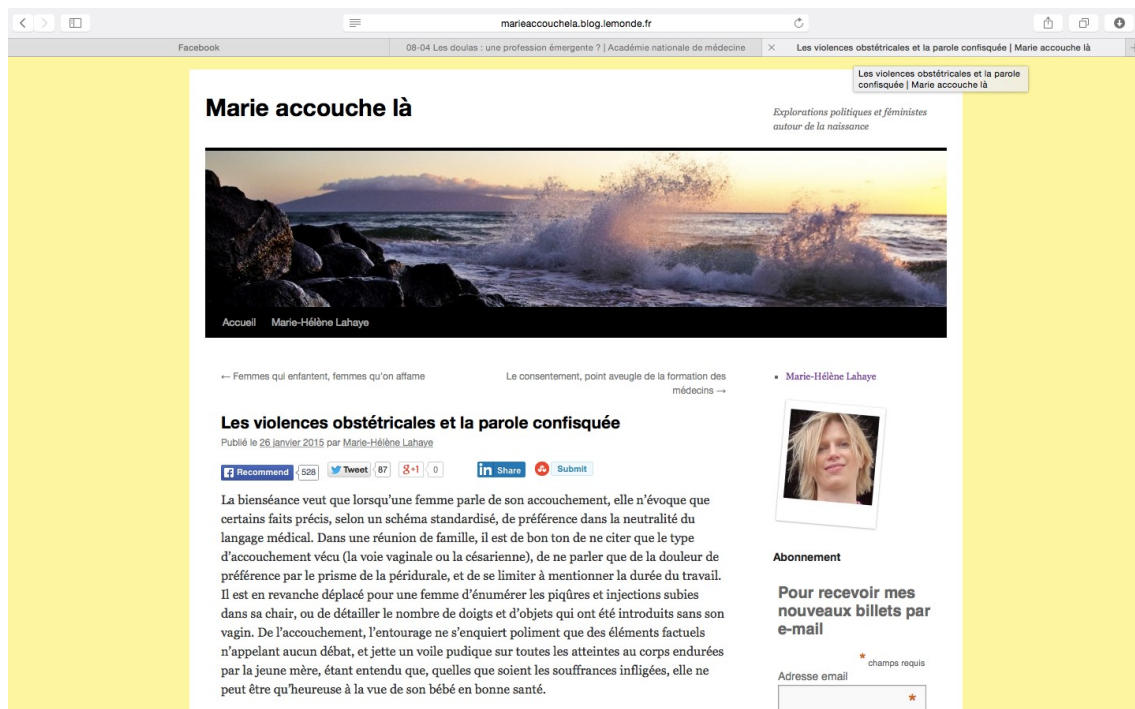 marieaccouchela.blog.lemonde.fr
Facebook
08-04 Les doulas : une profession émergente ? | Académie nationale de médecine
Les violences obstétricales et la parole confisquée | Marie accouche là
Les violences obstétricales et la parole
confisquée | Marie accouche là
Marie accouche là
Explorations politiques et féministes
autour de la naissance
Accueil Marie-Hélène Lahaye
← Femmes qui enfantent, femmes qu'on affame
Le consentement, point aveugle de la formation des
médecins →
Les violences obstétricales et la parole confisquée
Publié le 26 janvier 2015 par Marie-Hélène Lahaye
Recommend 528 Tweet 87 g+1 0 in Share Submit
La bienséance veut que lorsqu'une femme parle de son accouchement, elle n'évoque que
certains faits précis, selon un schéma standardisé, de préférence dans la neutralité du
langage médical. Dans une réunion de famille, il est de bon ton de ne citer que le type
d'accouchement vécu (la voie vaginale ou la césarienne), de ne parler que de la douleur de
préférence par le prisme de la péridurale, et de se limiter à mentionner la durée du travail.
Il est en revanche déplacé pour une femme d'énumérer les piqûres et injections subies
dans sa chair, ou de détailler le nombre de doigts et d'objets qui ont été introduits dans son
vagin. De l'accouchement, l'entourage ne s'enquiert poliment que des éléments factuels
n'appelant aucun débat, et jette un voile pudique sur toutes les atteintes au corps endurées
par la jeune mère, étant entendu que, quelles que soient les souffrances infligées, elle ne
peut être qu'heureuse à la vue de son bébé en bonne santé.
Marie-Hélène Lahaye
Abonnement
Pour recevoir mes
nouveaux billets par
e-mail
* champs requis
Adresse email
*